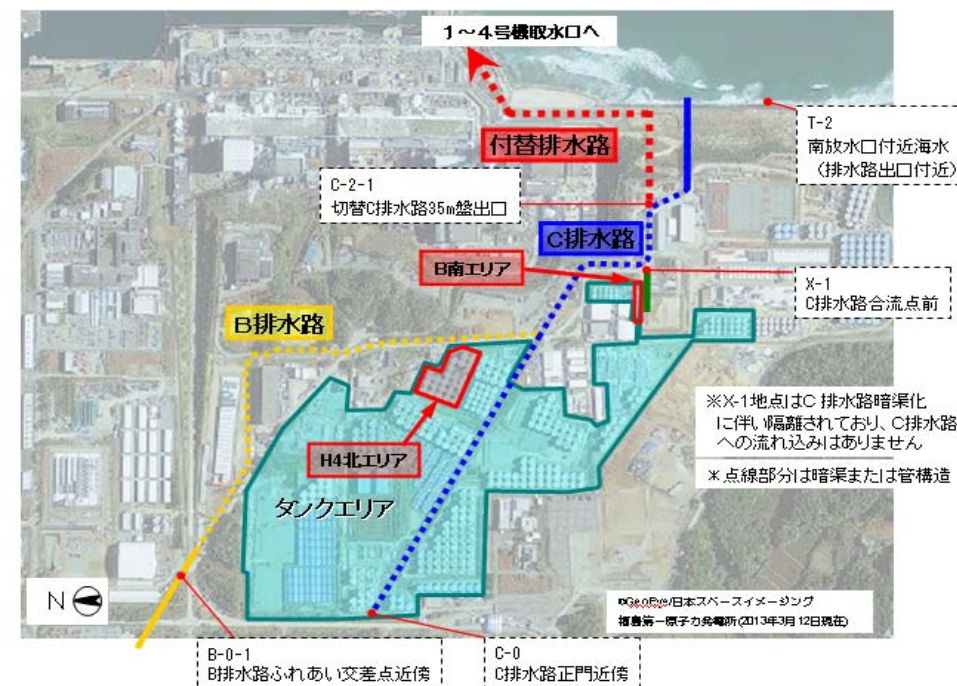 1～4号機取水口へ
付替排水路
T-2
南放水口付近海水
（排水路出口付近）
C-2-1
切替C排水路35m盤出口
C排水路
B南エリア
X-1
C排水路合流点前
B排水路
※X-1地点はC 排水路暗渠化
に伴い隔離されており、C排水路
への流れ込みはありません
＊点線部分は暗渠または管構造
H4北エリア
タンクエリア
N
©GeoEye/日本スペースイメージング
福島第一原子力発電所(2013年3月12日現在)
B-0-1
B排水路ふれあい交差点近傍
C-0
C排水路正門近傍